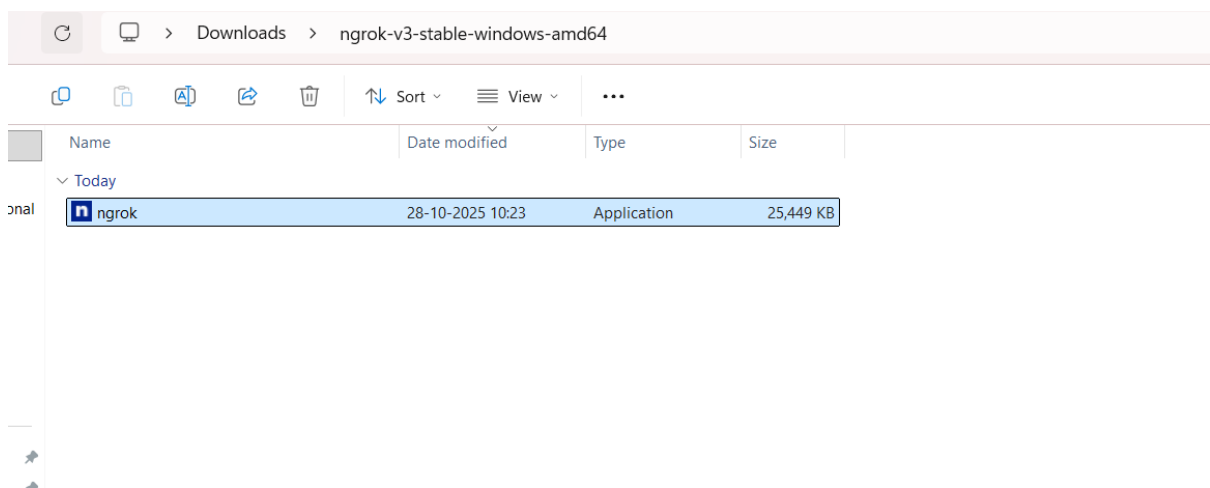 Downloads > ngrok-v3-stable-windows-amd64
Sort View
Name Date modified Type Size
Today
onal
ngrok 28-10-2025 10:23 Application 25,449 KB